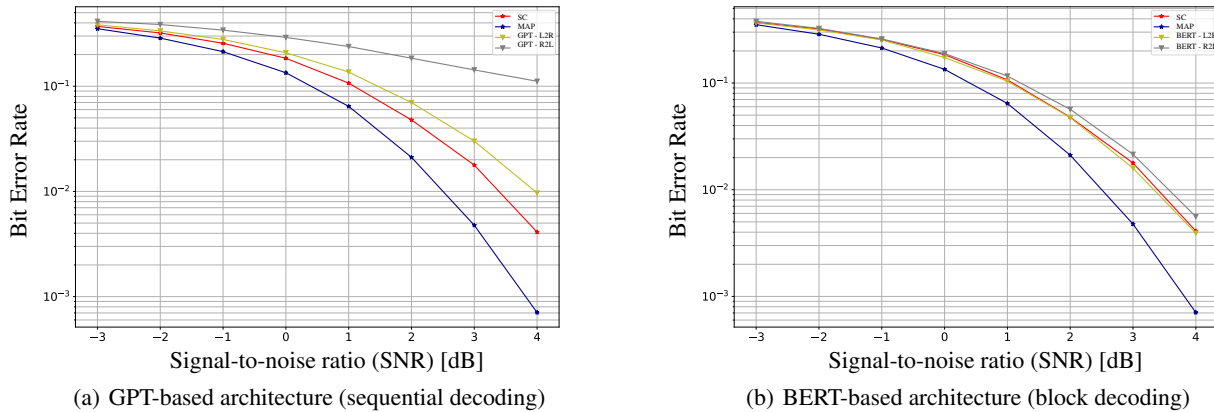 SC
MAP
GPT - L2R
GPT - R2L
10⁻¹
10⁻²
10⁻³
Bit Error Rate
−3 −2 −1 0 1 2 3 4
Signal-to-noise ratio (SNR) [dB]
(a) GPT-based architecture (sequential decoding)
SC
MAP
BERT - L2R
BERT - R2L
10⁻¹
10⁻²
10⁻³
Bit Error Rate
−3 −2 −1 0 1 2 3 4
Signal-to-noise ratio (SNR) [dB]
(b) BERT-based architecture (block decoding)